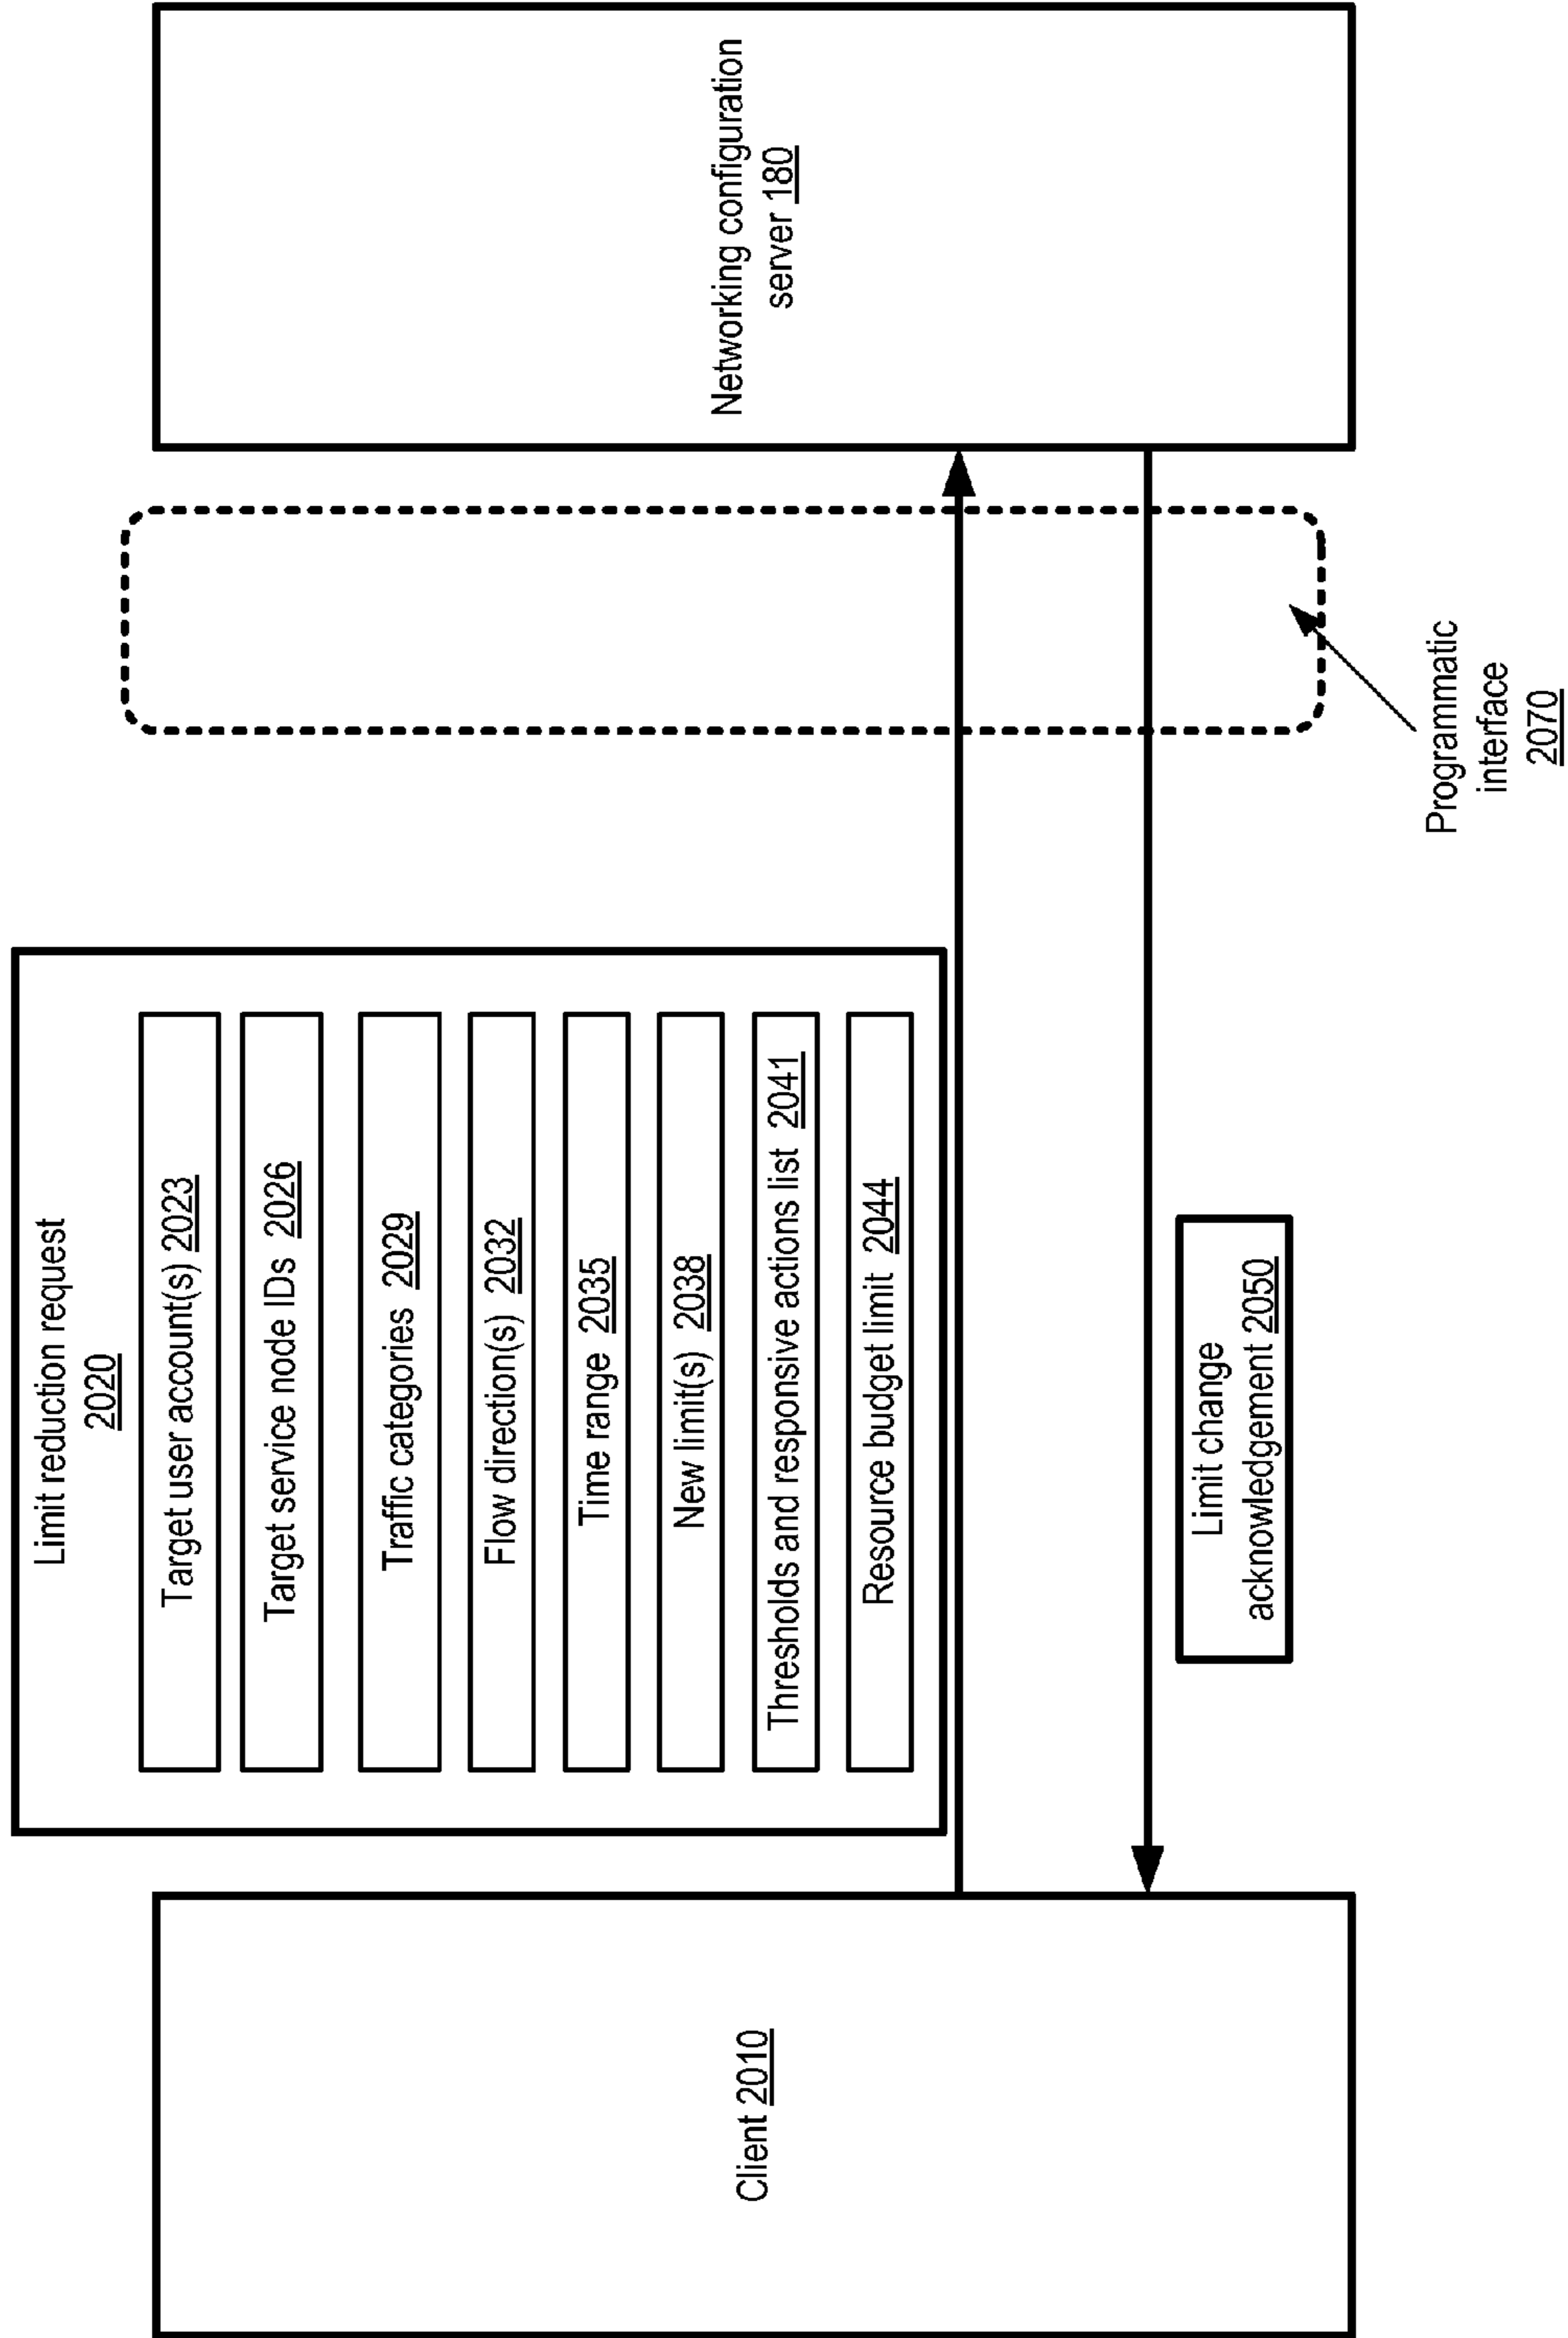 Limit reduction request
2020
Target user account(s) 2023
Target service node IDs 2026
Traffic categories 2029
Flow direction(s) 2032
Time range 2035
New limit(s) 2038
Thresholds and responsive actions list 2041
Resource budget limit 2044
Client 2010
Networking configuration
server 180
Limit change
acknowledgement 2050
Programmatic
interface
2070